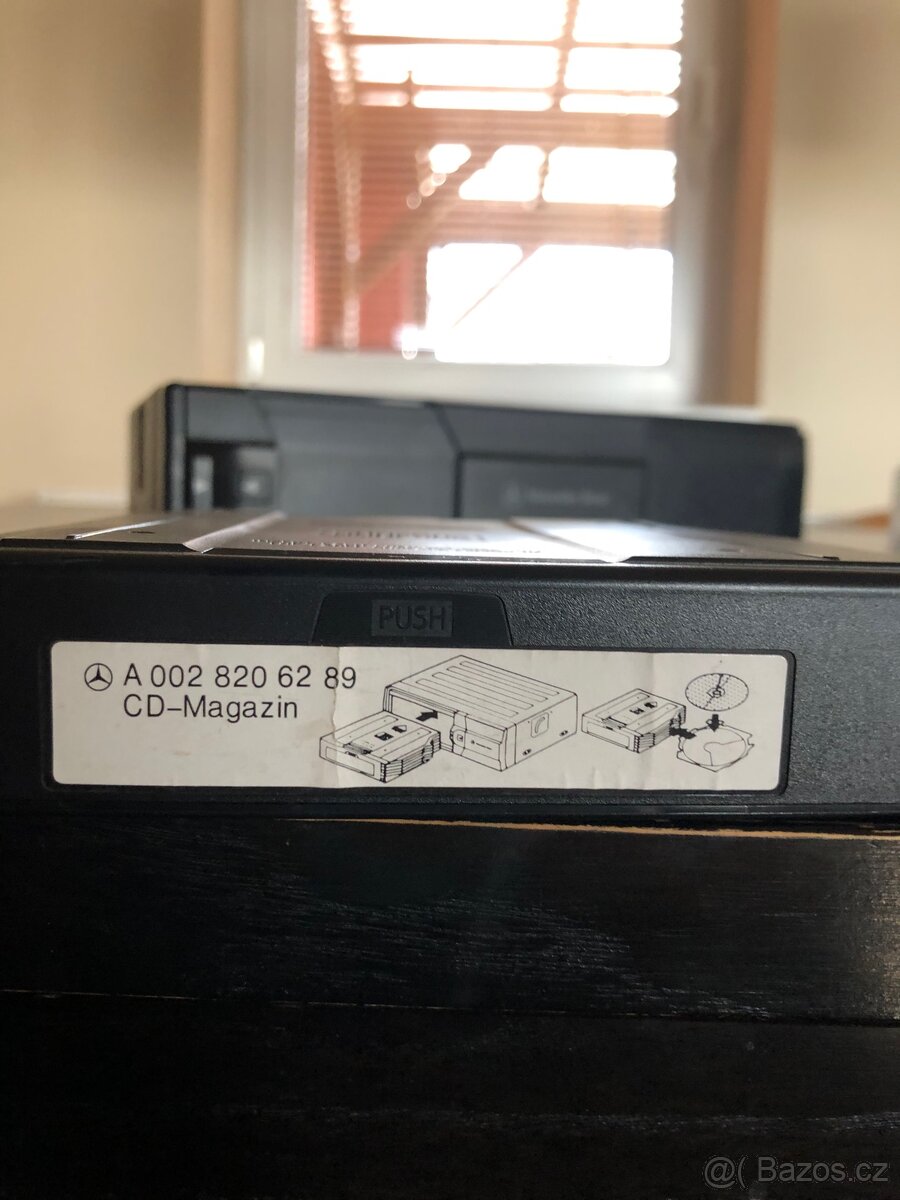 PUSH
A 002 820 62 89
CD-Magazin
@( Bazos.cz